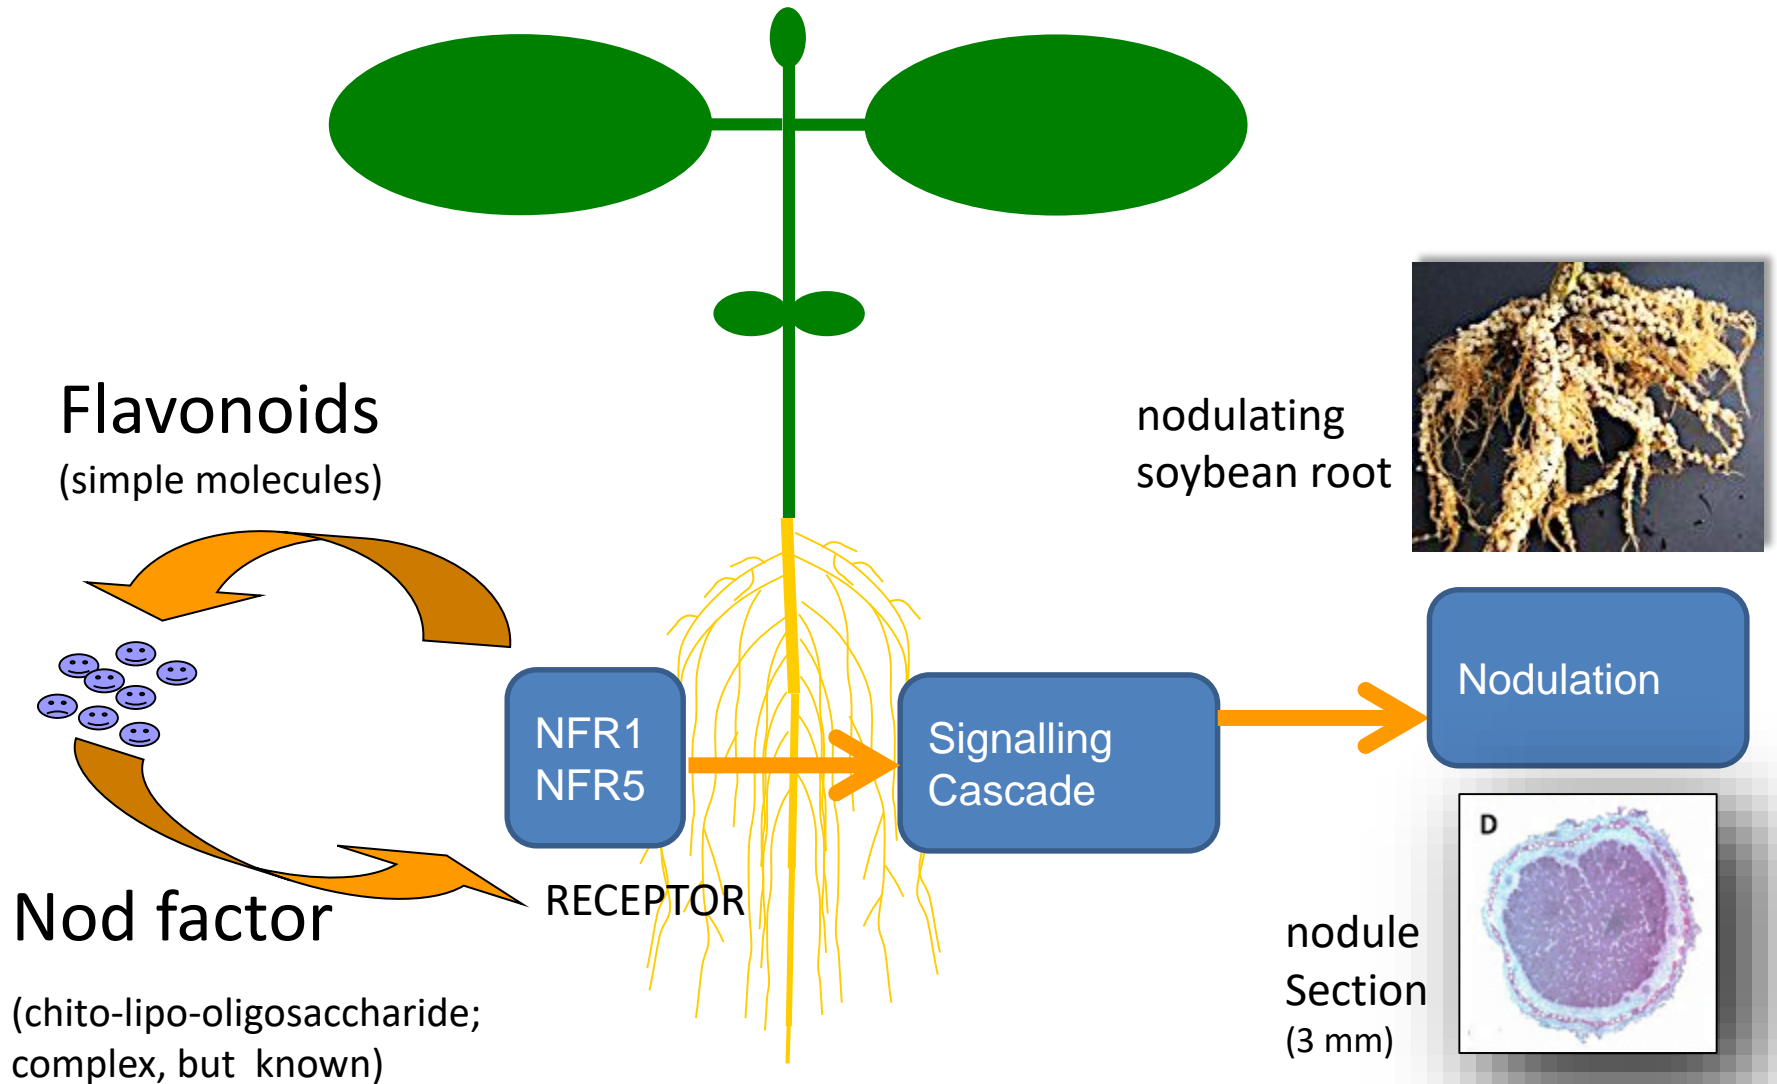 Flavonoids
(simple molecules)
nodulating
soybean root
NFR1
NFR5
Signalling
Cascade
Nodulation
RECEPTOR
Nod factor
(chito-lipo-oligosaccharide;
complex, but known)
D
nodule
Section
(3 mm)